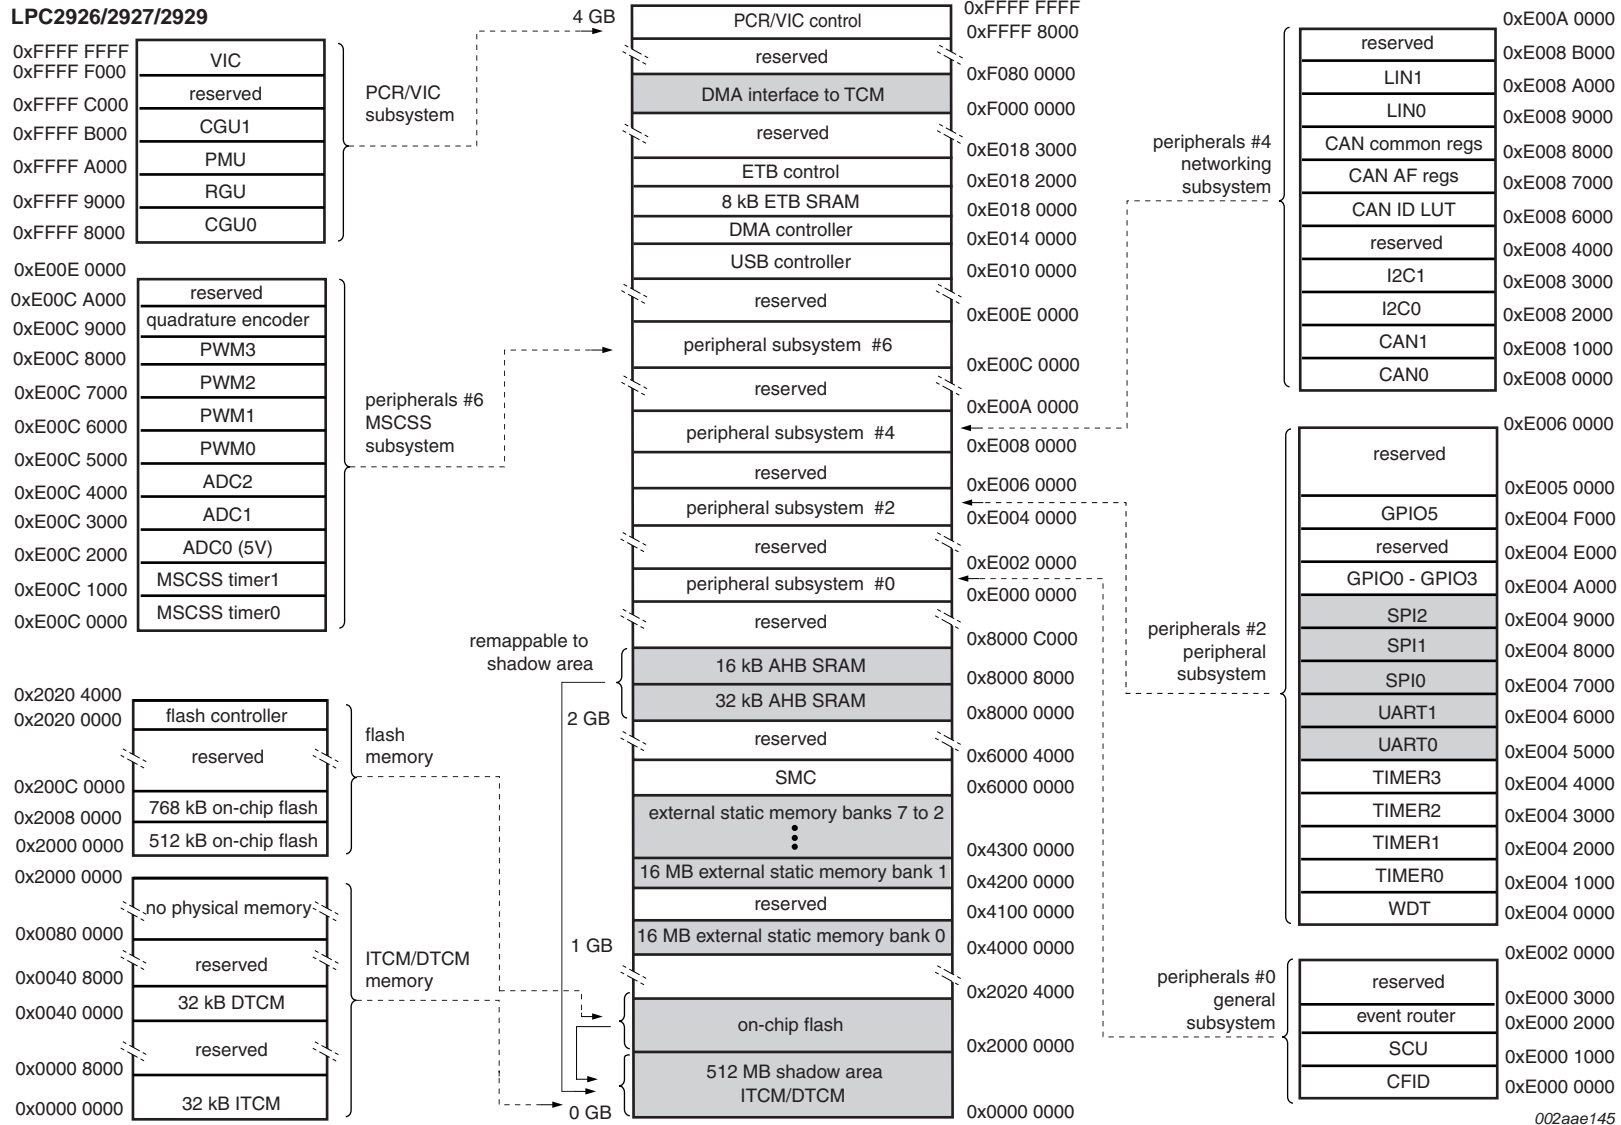 LPC2926/2927/2929
0xFFFF FFFF
0xFFFF F000
0xFFFF C000
0xFFFF B000
0xFFFF A000
0xFFFF 9000
0xFFFF 8000
VIC
reserved
CGU1
PMU
RGU
CGU0
PCR/VIC
subsystem
0xE00E 0000
0xE00C A000
0xE00C 9000
0xE00C 8000
0xE00C 7000
0xE00C 6000
0xE00C 5000
0xE00C 4000
0xE00C 3000
0xE00C 2000
0xE00C 1000
0xE00C 0000
reserved
quadrature encoder
PWM3
PWM2
PWM1
PWM0
ADC2
ADC1
ADC0 (5V)
MSCSS timer1
MSCSS timer0
peripherals #6
MSCSS
subsystem
0x2020 4000
0x2020 0000
0x200C 0000
0x2008 0000
0x2000 0000
flash controller
reserved
768 kB on-chip flash
512 kB on-chip flash
flash
memory
0x2000 0000
0x0080 0000
0x0040 8000
0x0040 0000
0x0000 8000
0x0000 0000
no physical memory
reserved
32 kB DTCM
reserved
32 kB ITCM
ITCM/DTCM
memory
4 GB
remappable to
shadow area
2 GB
1 GB
0 GB
PCR/VIC control
reserved
DMA interface to TCM
reserved
ETB control
8 kB ETB SRAM
DMA controller
USB controller
reserved
peripheral subsystem #6
reserved
peripheral subsystem #4
reserved
peripheral subsystem #2
reserved
peripheral subsystem #0
reserved
16 kB AHB SRAM
32 kB AHB SRAM
reserved
SMC
external static memory banks 7 to 2
16 MB external static memory bank 1
reserved
16 MB external static memory bank 0
on-chip flash
512 MB shadow area
ITCM/DTCM
0xFFFF FFFF
0xFFFF 8000
0xF080 0000
0xF000 0000
0xE018 3000
0xE018 2000
0xE018 0000
0xE014 0000
0xE010 0000
0xE00E 0000
0xE00C 0000
0xE00A 0000
0xE008 0000
0xE006 0000
0xE004 0000
0xE002 0000
0xE000 0000
0x8000 C000
0x8000 8000
0x8000 0000
0x6000 4000
0x6000 0000
0x4300 0000
0x4200 0000
0x4100 0000
0x4000 0000
0x2020 4000
0x2000 0000
0x0000 0000
peripherals #4
networking
subsystem
reserved
LIN1
LIN0
CAN common regs
CAN AF regs
CAN ID LUT
reserved
I2C1
I2C0
CAN1
CAN0
0xE00A 0000
0xE008 B000
0xE008 A000
0xE008 9000
0xE008 8000
0xE008 7000
0xE008 6000
0xE008 4000
0xE008 3000
0xE008 2000
0xE008 1000
0xE008 0000
peripherals #2
peripheral
subsystem
reserved
GPIO5
reserved
GPIO0 - GPIO3
SPI2
SPI1
SPI0
UART1
UART0
TIMER3
TIMER2
TIMER1
TIMER0
WDT
0xE006 0000
0xE005 0000
0xE004 F000
0xE004 E000
0xE004 A000
0xE004 9000
0xE004 8000
0xE004 7000
0xE004 6000
0xE004 5000
0xE004 4000
0xE004 3000
0xE004 2000
0xE004 1000
0xE004 0000
peripherals #0
general
subsystem
reserved
event router
SCU
CFID
0xE002 0000
0xE000 3000
0xE000 2000
0xE000 1000
0xE000 0000
002aae145